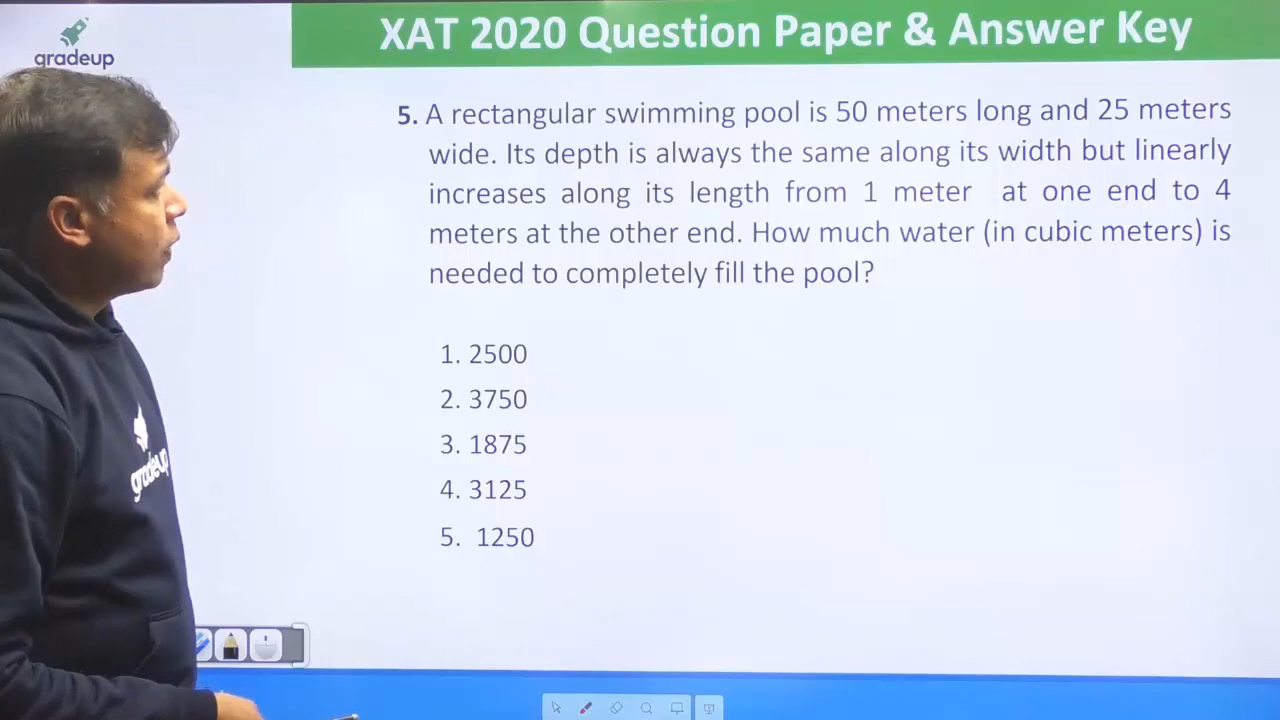 gradeup
XAT 2020 Question Paper & Answer Key
5. A rectangular swimming pool is 50 meters long and 25 meters
wide. Its depth is always the same along its width but linearly
increases along its length from 1 meter at one end to 4
meters at the other end. How much water (in cubic meters) is
needed to completely fill the pool?
1. 2500
2. 3750
3. 1875
4. 3125
5. 1250
gradeup